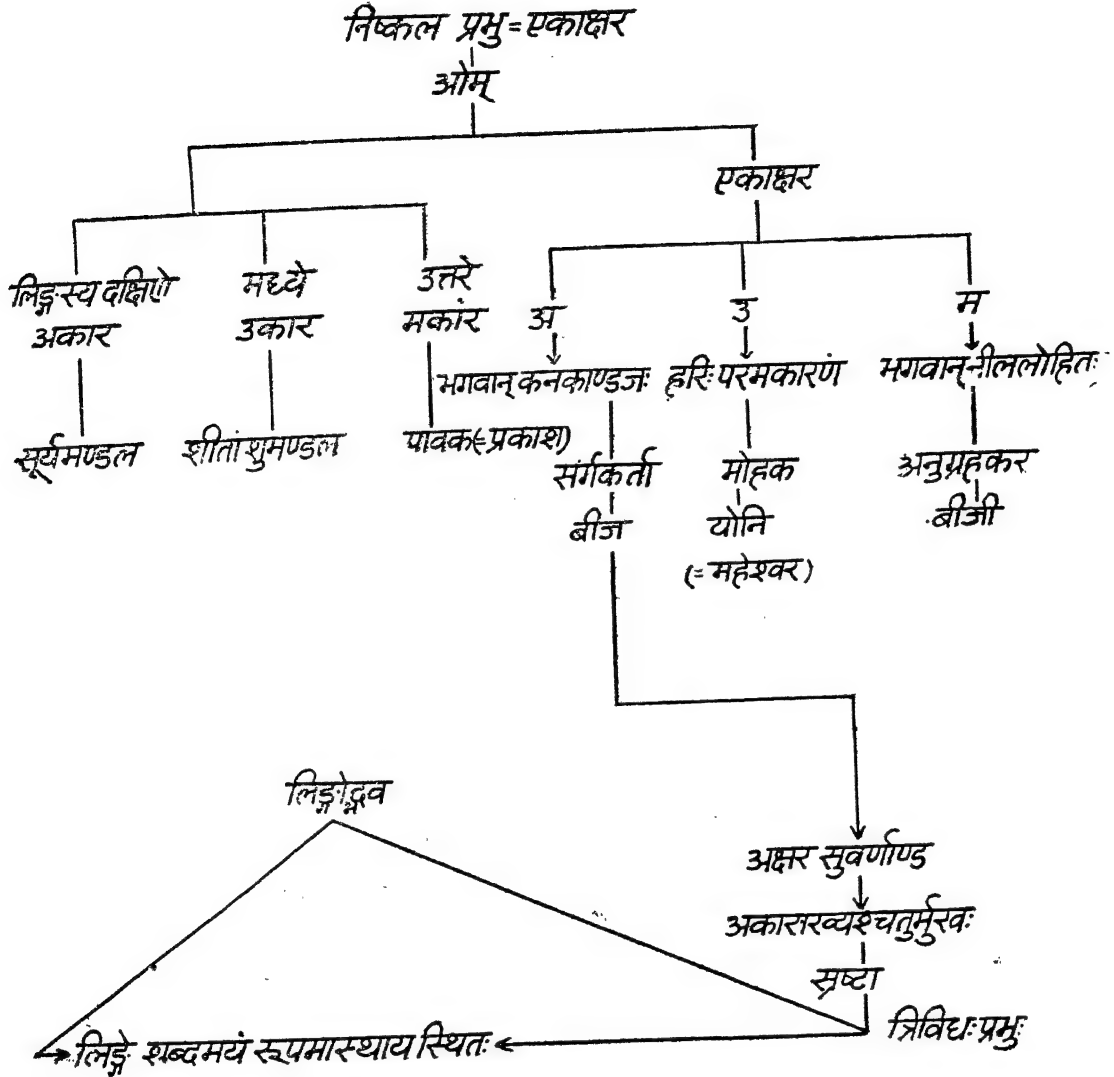 निष्कल प्रभु = एकाक्षर
ओम्
एकाक्षर
लिङ्गस्य दक्षिणे
अकार
मध्ये
उकार
उत्तरे
मकांर
अ
उ
म
भगवान् कनकाण्डजः
हरिः परमकारणं
भगवान् नीललोहितः
सूर्यमण्डल
शीतांशुमण्डल
पावक (= प्रकाश)
सर्गकर्ता
मोहक
अनुग्रहकर
बीज
योनि
(= महेश्वर)
बीजी
लिङ्गोद्भव
अक्षर सुवर्णाण्ड
अकाराख्यश्चतुर्मुखः
स्रष्टा
त्रिविधः प्रभुः
लिङ्गे शब्दमयं रूपमास्थाय स्थितः